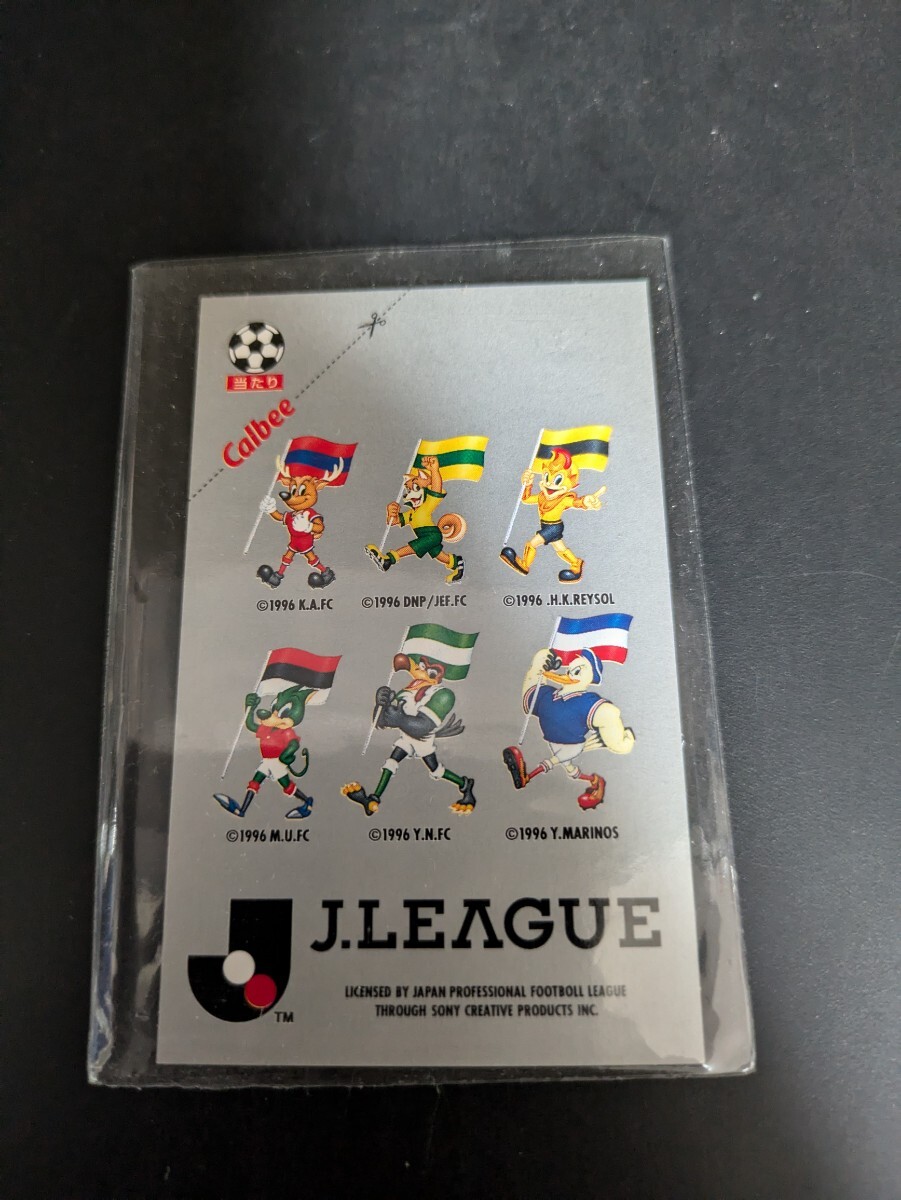 当たり
Calbee
©1996 K.A.FC
©1996 DNP/JEF.FC
©1996 .H.K.REYSOL
©1996 M.U.FC
©1996 Y.N.FC
©1996 Y.MARINOS
J.LEAGUE
TM
LICENSED BY JAPAN PROFESSIONAL FOOTBOLL LEAGUE
THROUGH SONY CREATIVE PRODUCTS INC.